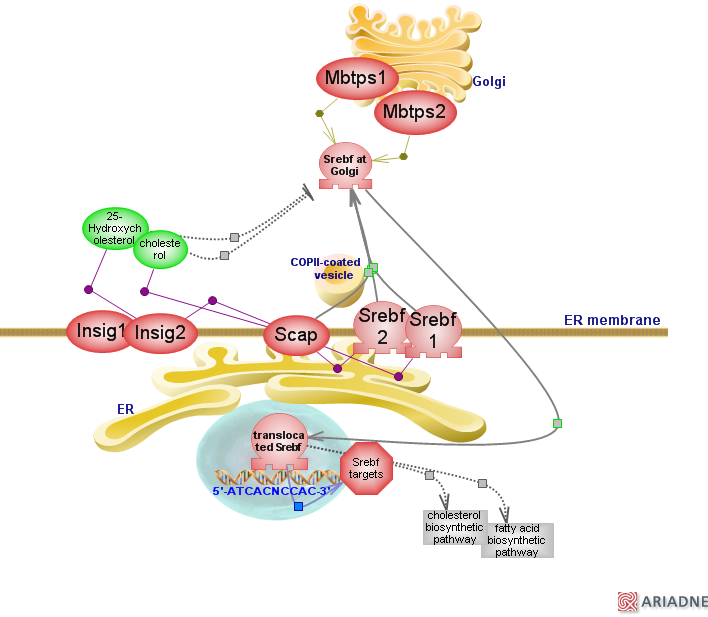 Mbtps1
Golgi
Mbtps2
Srebf at
Golgi
25-
Hydroxych
olesterol
choleste
rol
COPII-coated
vesicle
ER membrane
Insig1
Insig2
Scap
Srebf
2
Srebf
1
ER
transloca
ted Srebf
Srebf
targets
5'-ATCACNCCAC-3'
cholesterol
biosynthetic
pathway
fatty acid
biosynthetic
pathway
ARIADNE